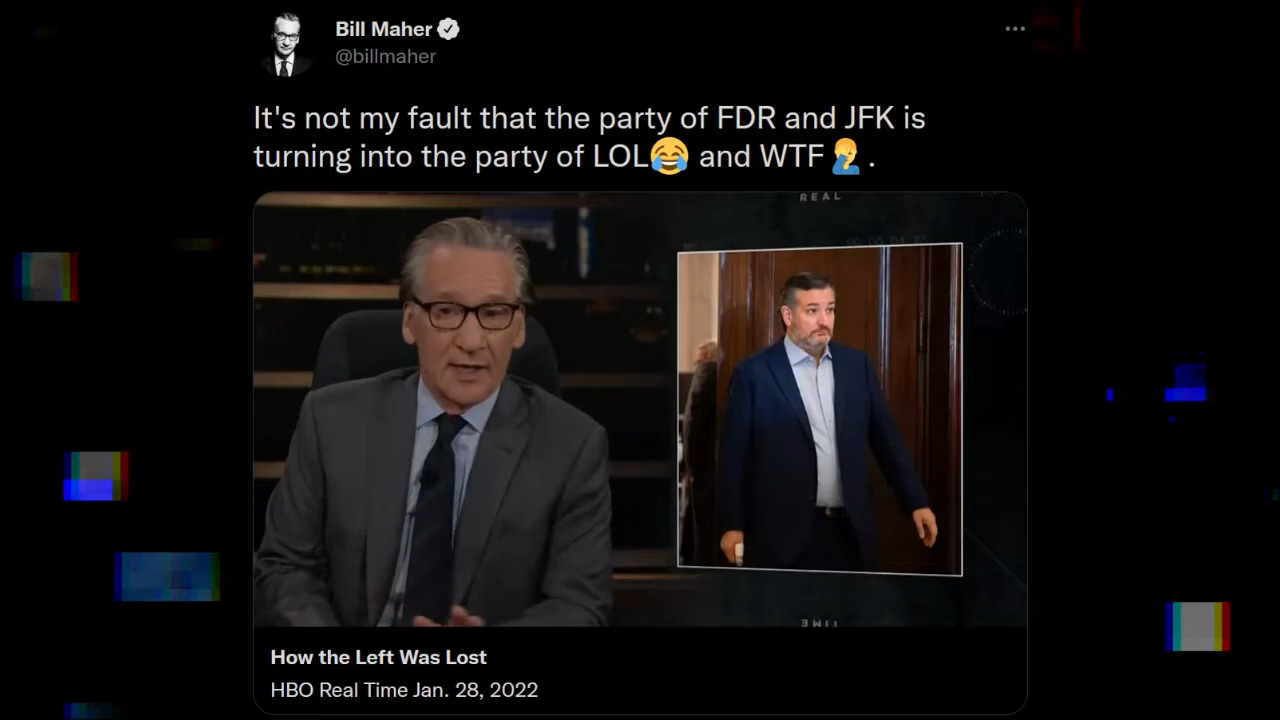 Bill Maher
@billmaher
It's not my fault that the party of FDR and JFK is
turning into the party of LOL😂 and WTF🤦‍♂️.
REAL
TIME
How the Left Was Lost
HBO Real Time Jan. 28, 2022